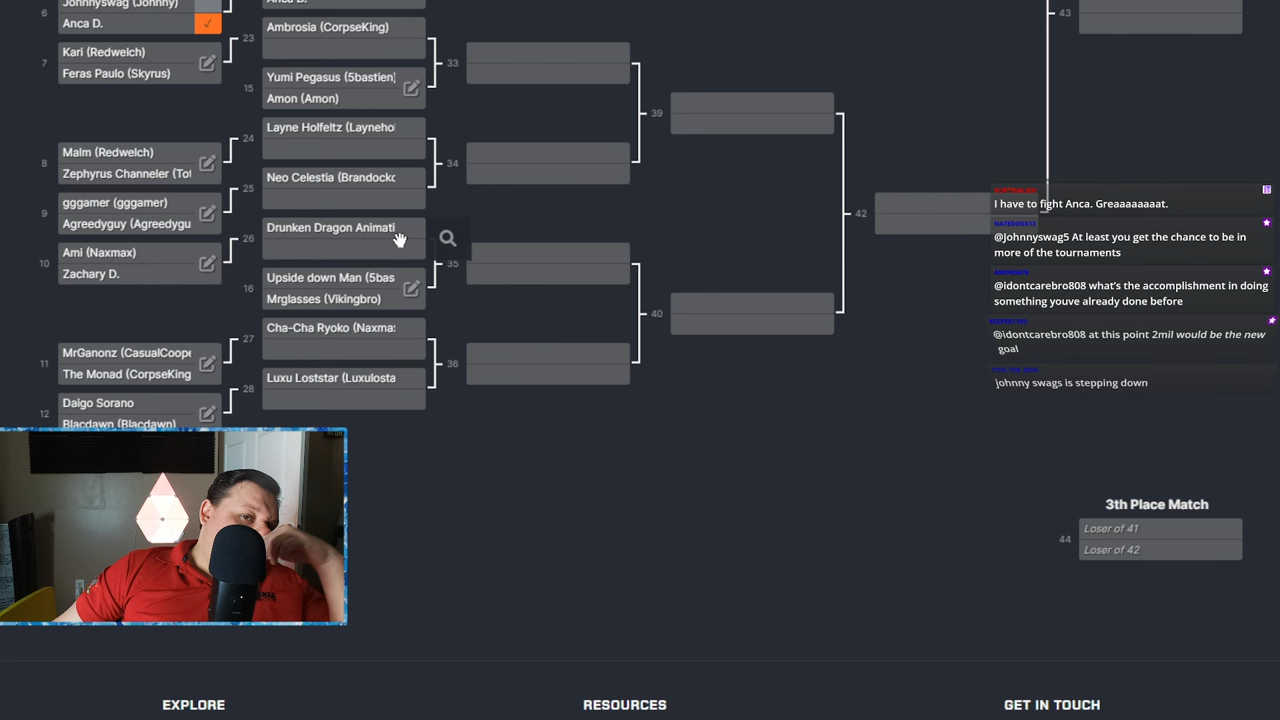 Johnnyswag (Johnny)
Anca D.
6
Anca D.
Ambrosia (CorpseKing)
23
Kari (Redwelch)
Feras Paulo (Skyrus)
7
Yumi Pegasus (5bastien)
Amon (Amon)
15
33
43
39
Layne Holfeltz (Layneho
24
Malm (Redwelch)
Zephyrus Channeler (Tot
8
34
Neo Celestia (Brandocko
25
gggamer (gggamer)
Agreedyguy (Agreedygu
9
42
Drunken Dragon Animati
26
Ami (Naxmax)
Zachary D.
10
35
Upside down Man (5bas
Mrglasses (Vikingbro)
16
40
Cha-Cha Ryoko (Naxma:
27
MrGanonz (CasualCoope
The Monad (CorpseKing
11
36
Luxu Loststar (Luxulosta
28
Daigo Sorano
Blacdawn (Blacdawn)
12
I have to fight Anca. Greaaaaaaaat.
@Johnnyswag5 At least you get the chance to be in
more of the tournaments
@idontcarebro808 what's the accomplishment in doing
something youve already done before
@idontcarebro808 at this point 2mil would be the new
goal
johnny swags is stepping down
3th Place Match
44
Loser of 41
Loser of 42
EXPLORE
RESOURCES
GET IN TOUCH